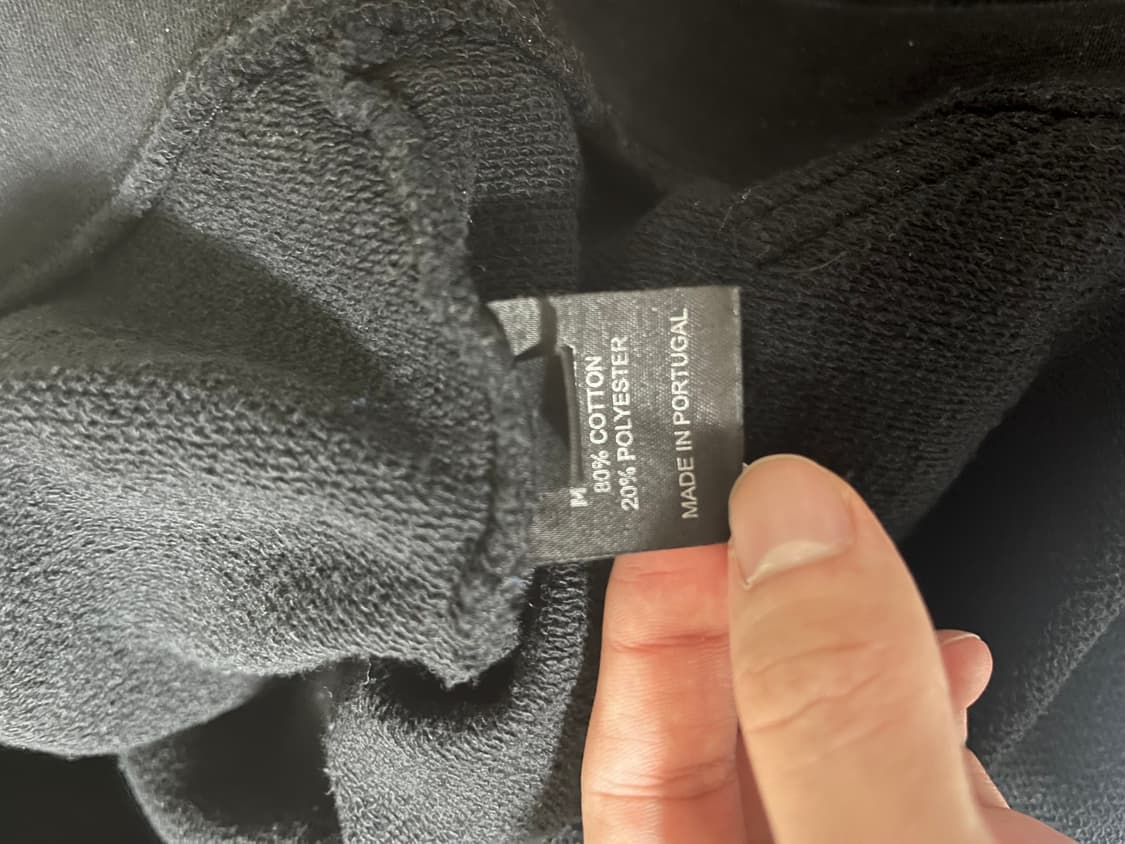 M
80% COTTON
20% POLYESTER
MADE IN PORTUGAL